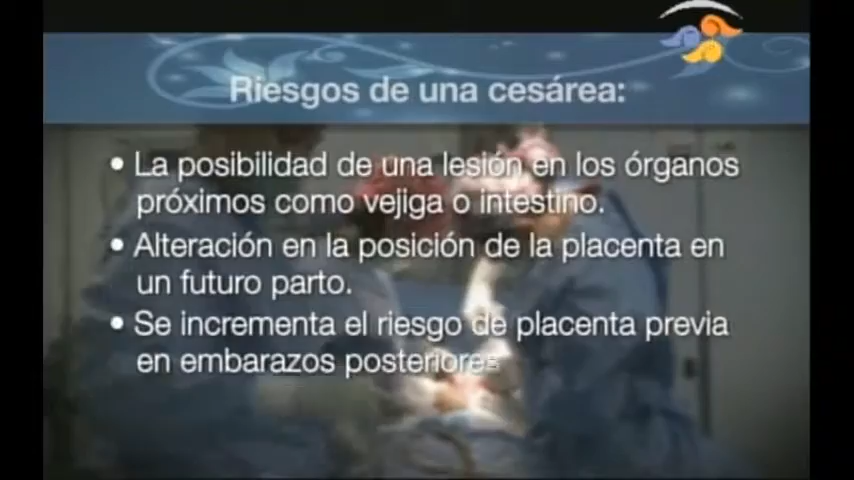 Riesgos de una cesárea:
• La posibilidad de una lesión en los órganos
próximos como vejiga o intestino.
• Alteración en la posición de la placenta en
un futuro parto.
• Se incrementa el riesgo de placenta previa
en embarazos posteriores